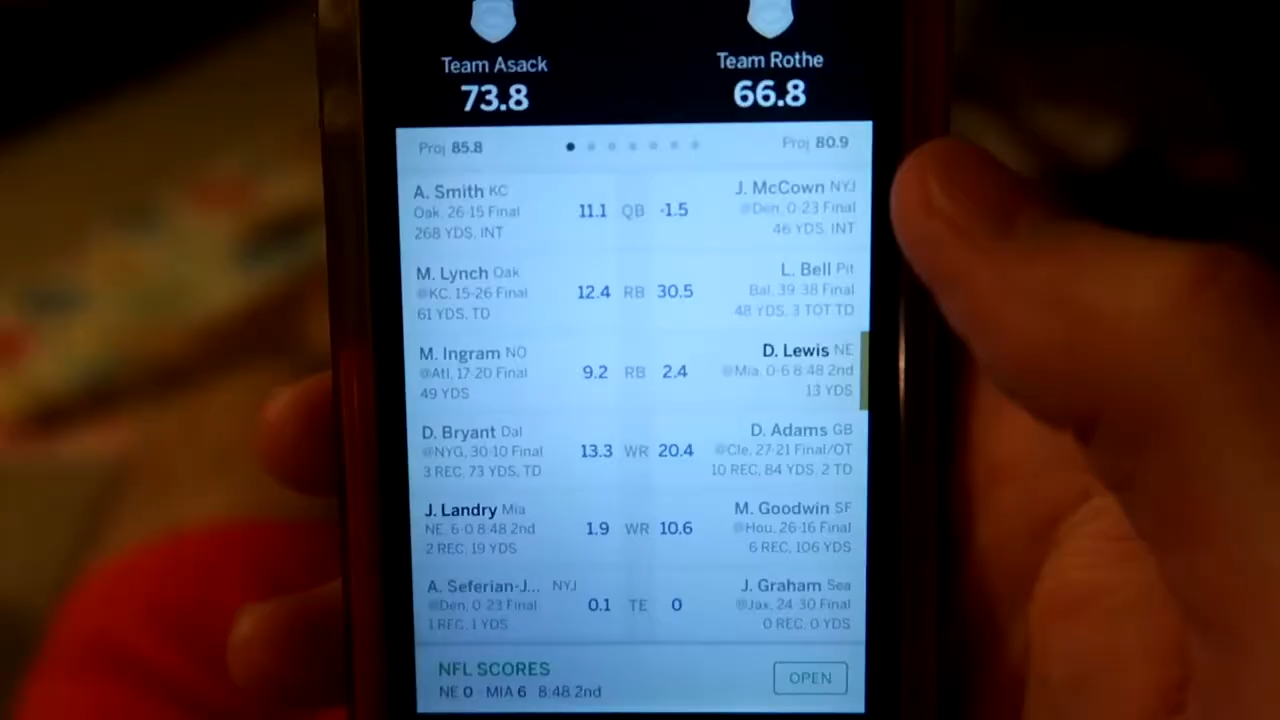 Team Asack
Team Rothe
73.8
66.8
Proj 85.8
Proj 80.9
A. Smith KC
Oak, 26-15 Final
268 YDS, INT
11.1 QB -1.5
J. McCown NYJ
@Den, 0-23 Final
46 YDS, INT
M. Lynch Oak
@KC, 15-26 Final
61 YDS, TD
12.4 RB 30.5
L. Bell Pit
Bal, 39-38 Final
48 YDS, 3 TOT TD
M. Ingram NO
@Atl, 17-20 Final
49 YDS
9.2 RB 2.4
D. Lewis NE
@Mia, 0-6 8:48 2nd
13 YDS
D. Bryant Dal
@NYG, 30-10 Final
3 REC, 73 YDS, TD
13.3 WR 20.4
D. Adams GB
@Cle, 27-21 Final/OT
10 REC, 84 YDS, 2 TD
J. Landry Mia
NE, 6-0 8:48 2nd
2 REC, 19 YDS
1.9 WR 10.6
M. Goodwin SF
@Hou, 26-16 Final
6 REC, 106 YDS
A. Seferian-J... NYJ
@Den, 0-23 Final
1 REC, 1 YDS
0.1 TE 0
J. Graham Sea
@Jax, 24-30 Final
0 REC, 0 YDS
NFL SCORES
NE 0 MIA 6 8:48 2nd
OPEN